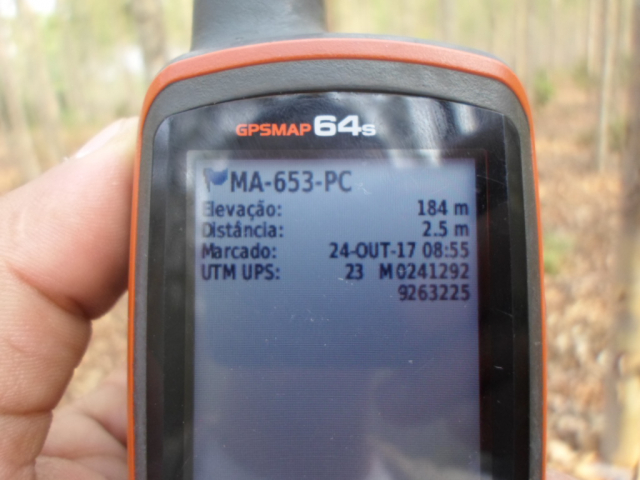 GPSMAP 64s
MA-653-PC
Elevação: 184 m
Distância: 2.5 m
Marcado: 24-OUT-17 08:55
UTM UPS: 23 M 0241292
9263225